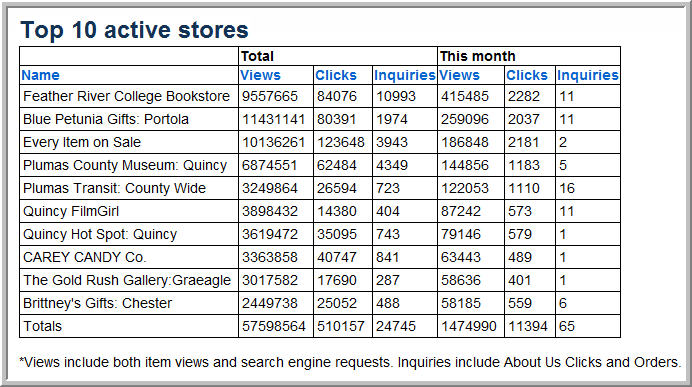 Top 10 active stores
Total This month
Name Views Clicks Inquiries Views Clicks Inquiries
Feather River College Bookstore 9557665 84076 10993 415485 2282 11
Blue Petunia Gifts: Portola 11431141 80391 1974 259096 2037 11
Every Item on Sale 10136261 123648 3943 186848 2181 2
Plumas County Museum: Quincy 6874551 62484 4349 144856 1183 5
Plumas Transit: County Wide 3249864 26594 723 122053 1110 16
Quincy FilmGirl 3898432 14380 404 87242 573 11
Quincy Hot Spot: Quincy 3619472 35095 743 79146 579 1
CAREY CANDY Co. 3363858 40747 841 63443 489 1
The Gold Rush Gallery:Graeagle 3017582 17690 287 58636 401 1
Brittney's Gifts: Chester 2449738 25052 488 58185 559 6
Totals 57598564 510157 24745 1474990 11394 65
*Views include both item views and search engine requests. Inquiries include About Us Clicks and Orders.